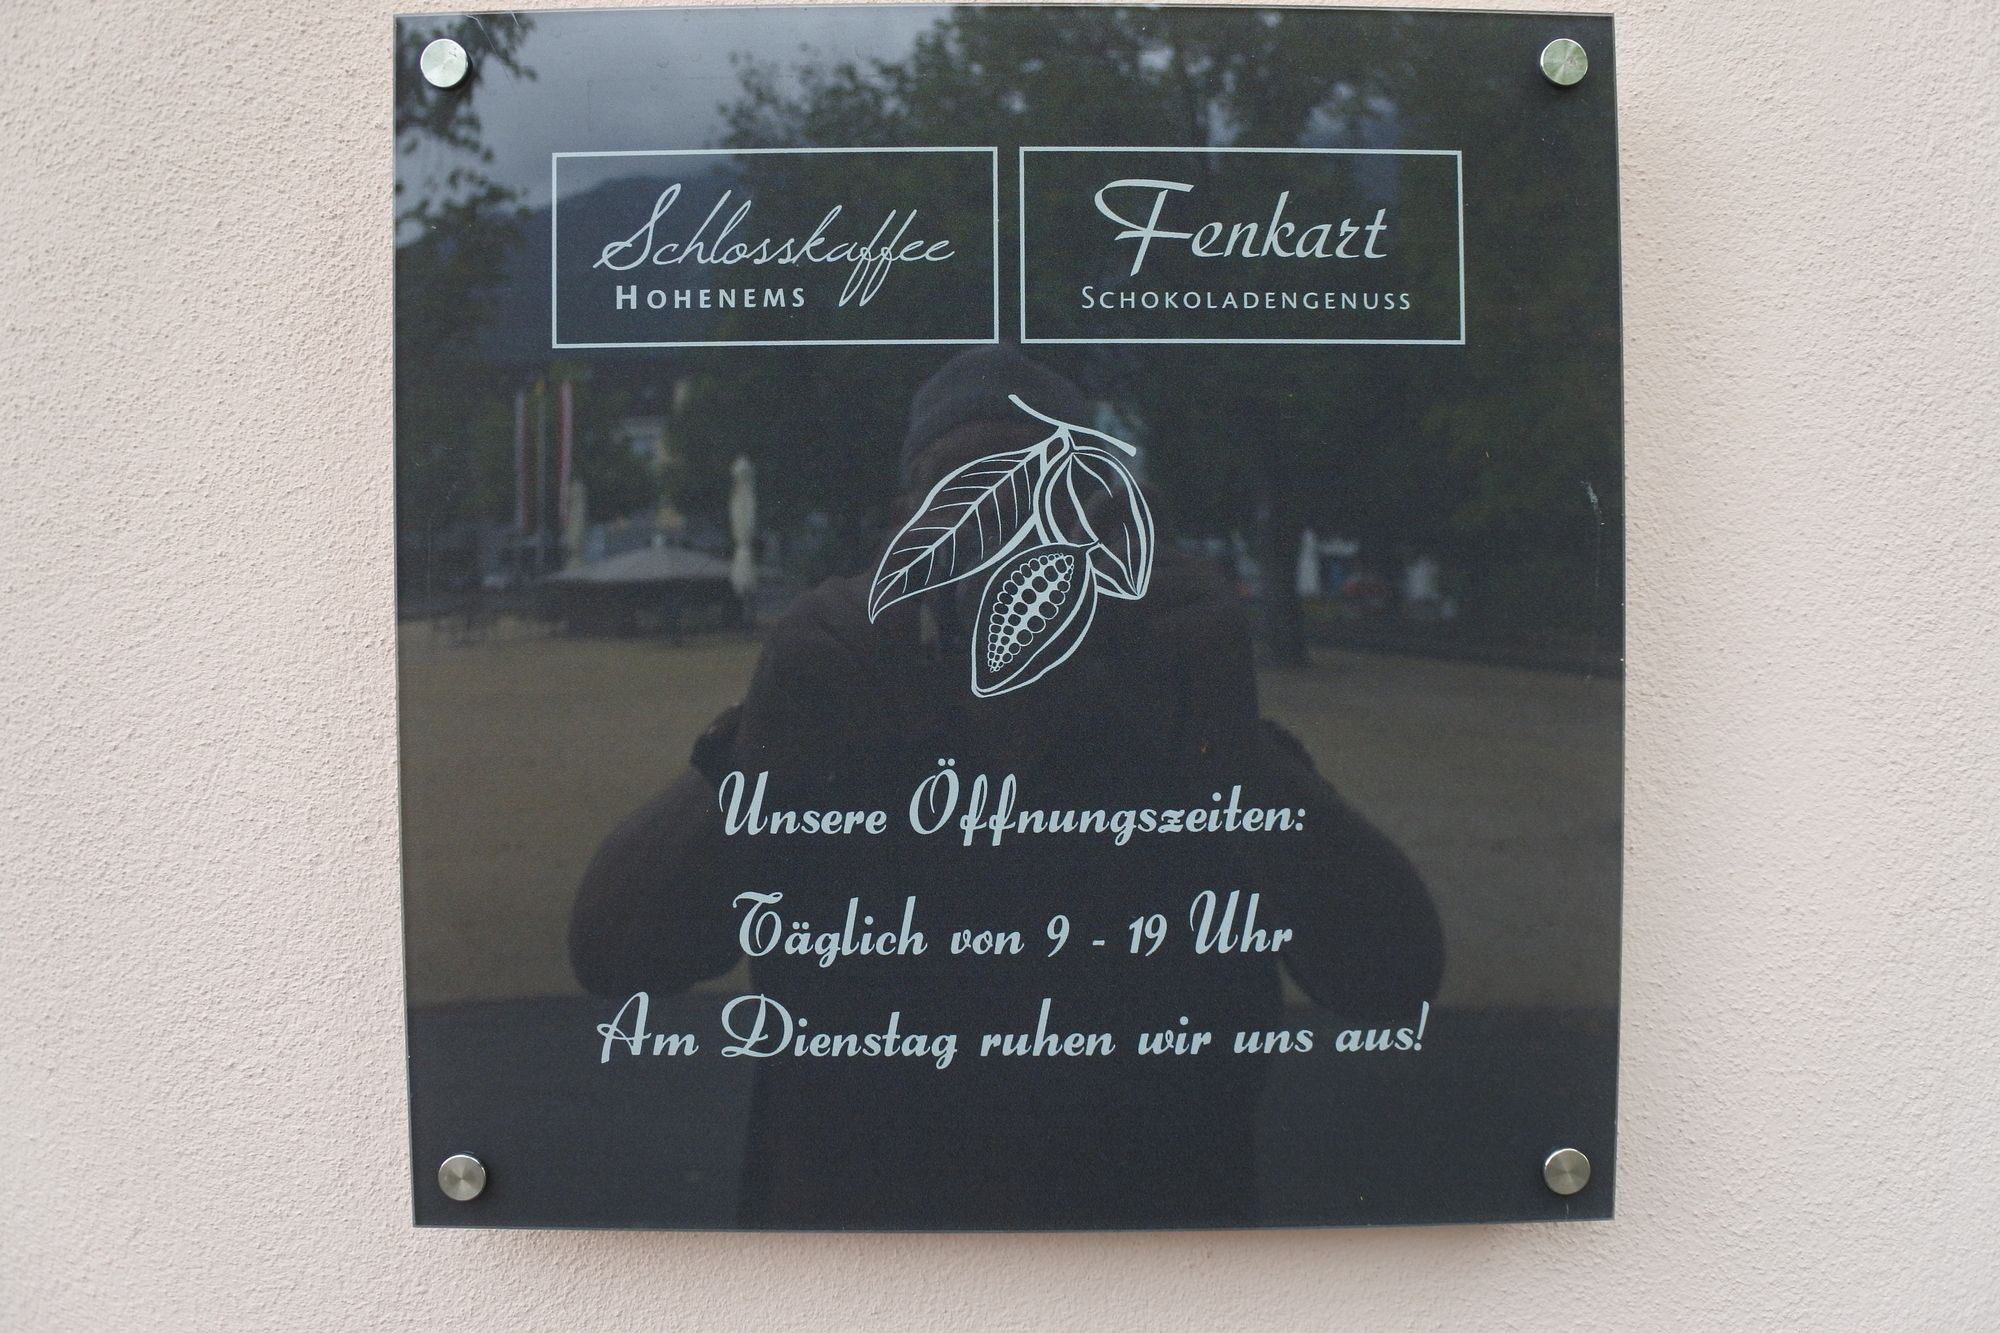 Schlosskaffee
HOHENEMS
Fenkart
SCHOKOLADENGENUSS
Unsere Öffnungszeiten:
Täglich von 9 - 19 Uhr
Am Dienstag ruhen wir uns aus!